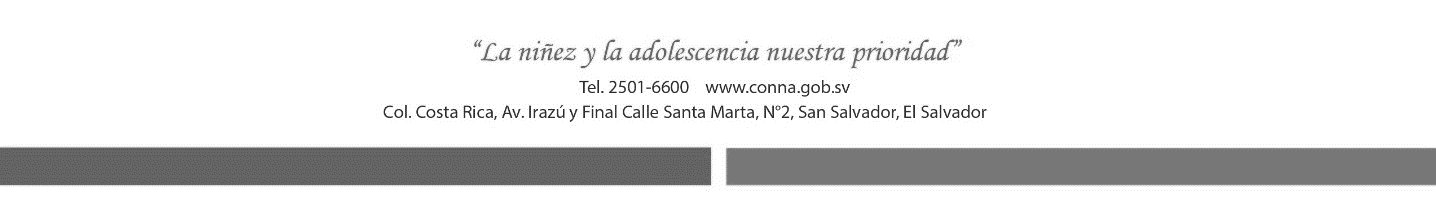 “La niñez y la adolescencia nuestra prioridad”
Tel. 2501-6600 www.conna.gob.sv
Col. Costa Rica, Av. Irazú y Final Calle Santa Marta, N°2, San Salvador, El Salvador